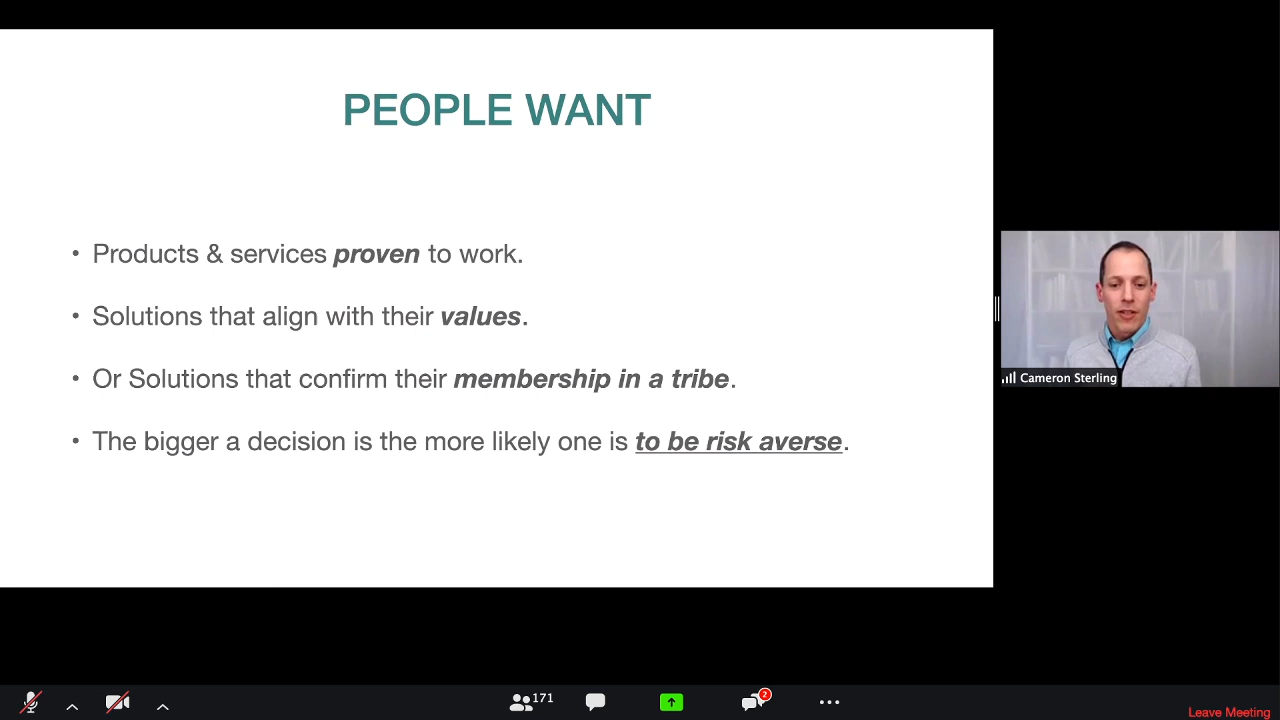 PEOPLE WANT
• Products & services proven to work.
• Solutions that align with their values.
• Or Solutions that confirm their membership in a tribe.
• The bigger a decision is the more likely one is to be risk averse.
Cameron Sterling
171
2
Leave Meeting